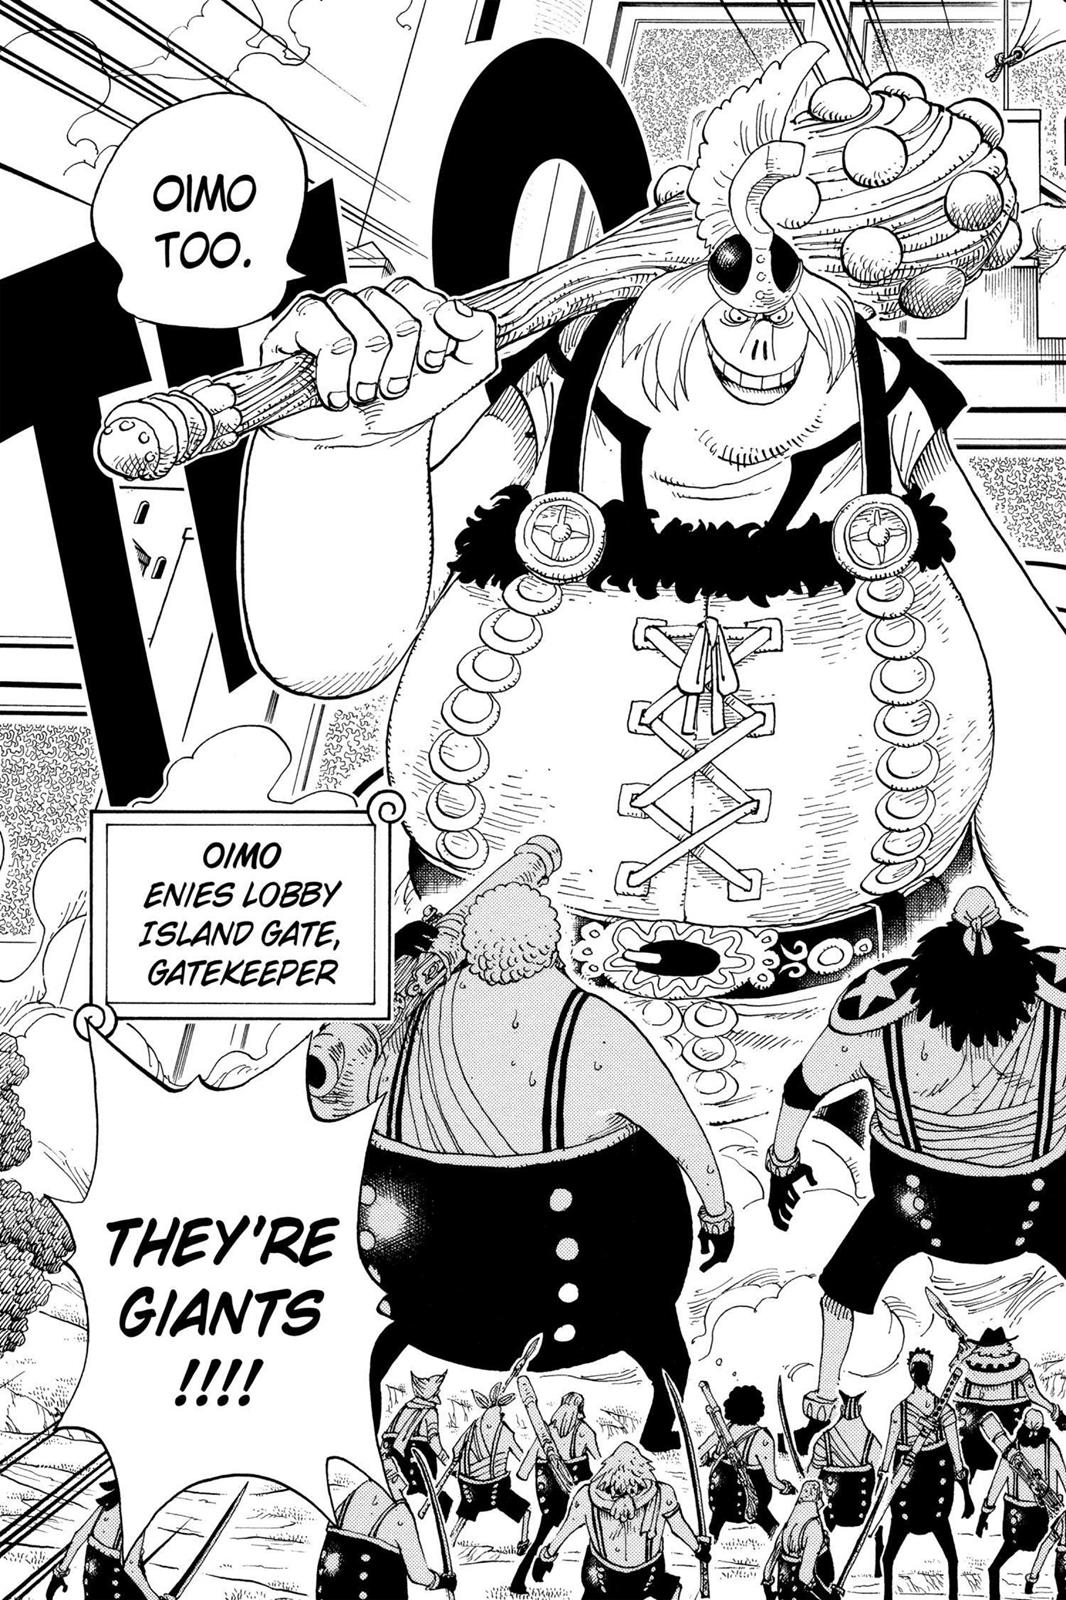 OIMO
TOO.
OIMO
ENIES LOBBY
ISLAND GATE,
GATEKEEPER
THEY'RE
GIANTS
!!!!